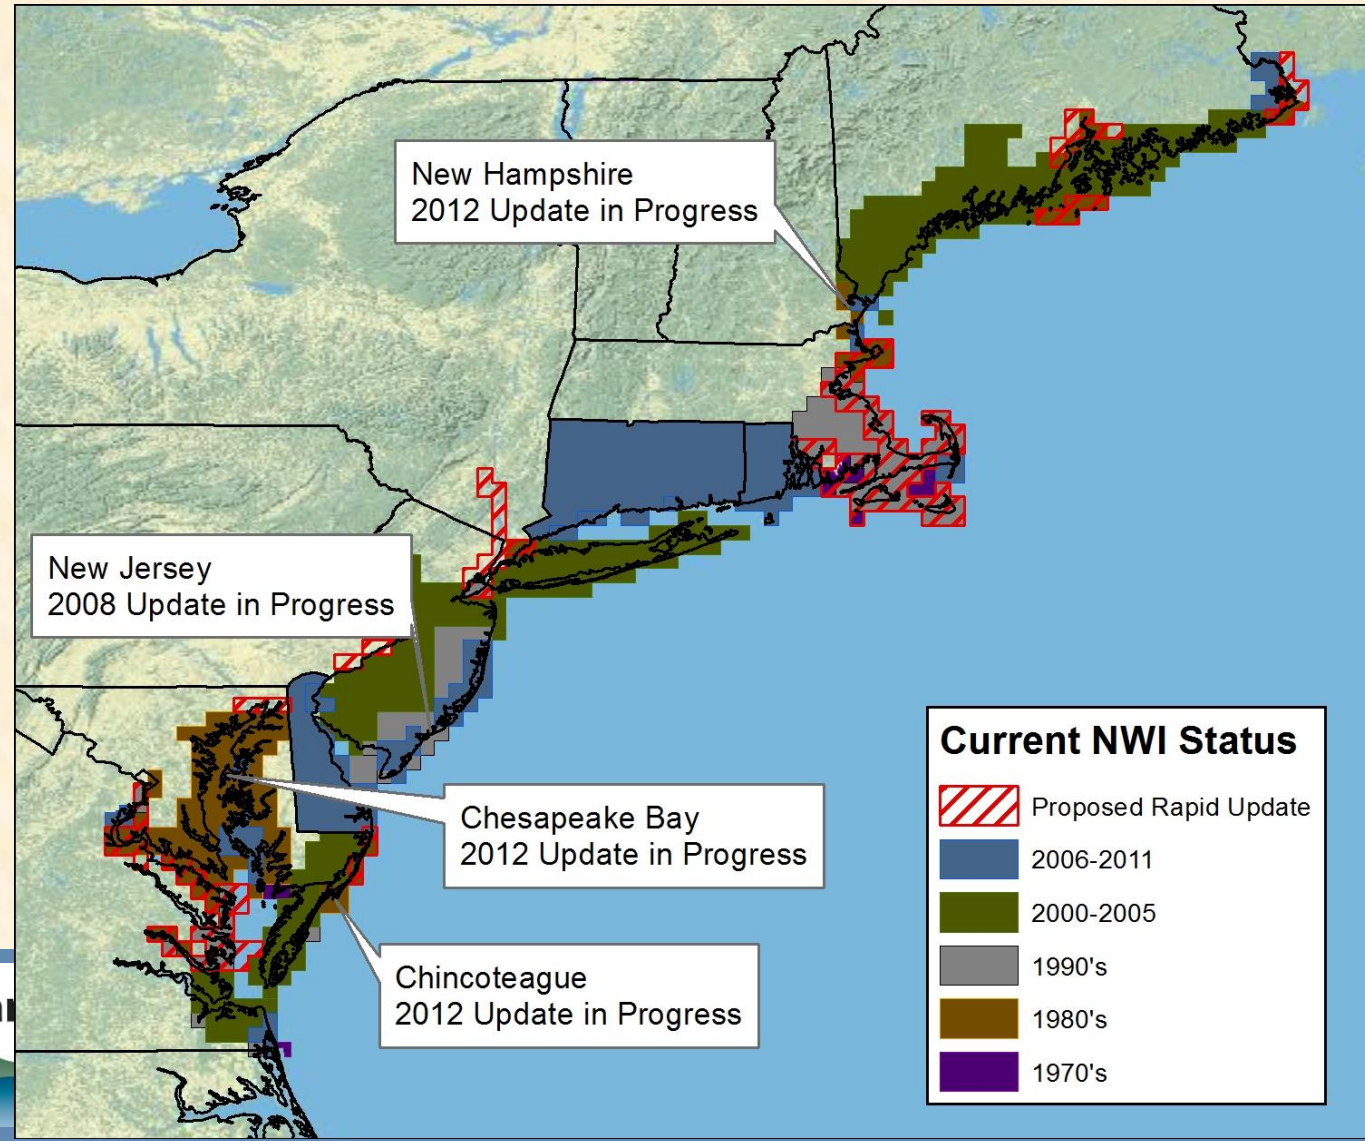 New Hampshire
2012 Update in Progress
New Jersey
2008 Update in Progress
Chesapeake Bay
2012 Update in Progress
Chincoteague
2012 Update in Progress
Current NWI Status
Proposed Rapid Update
2006-2011
2000-2005
1990's
1980's
1970's